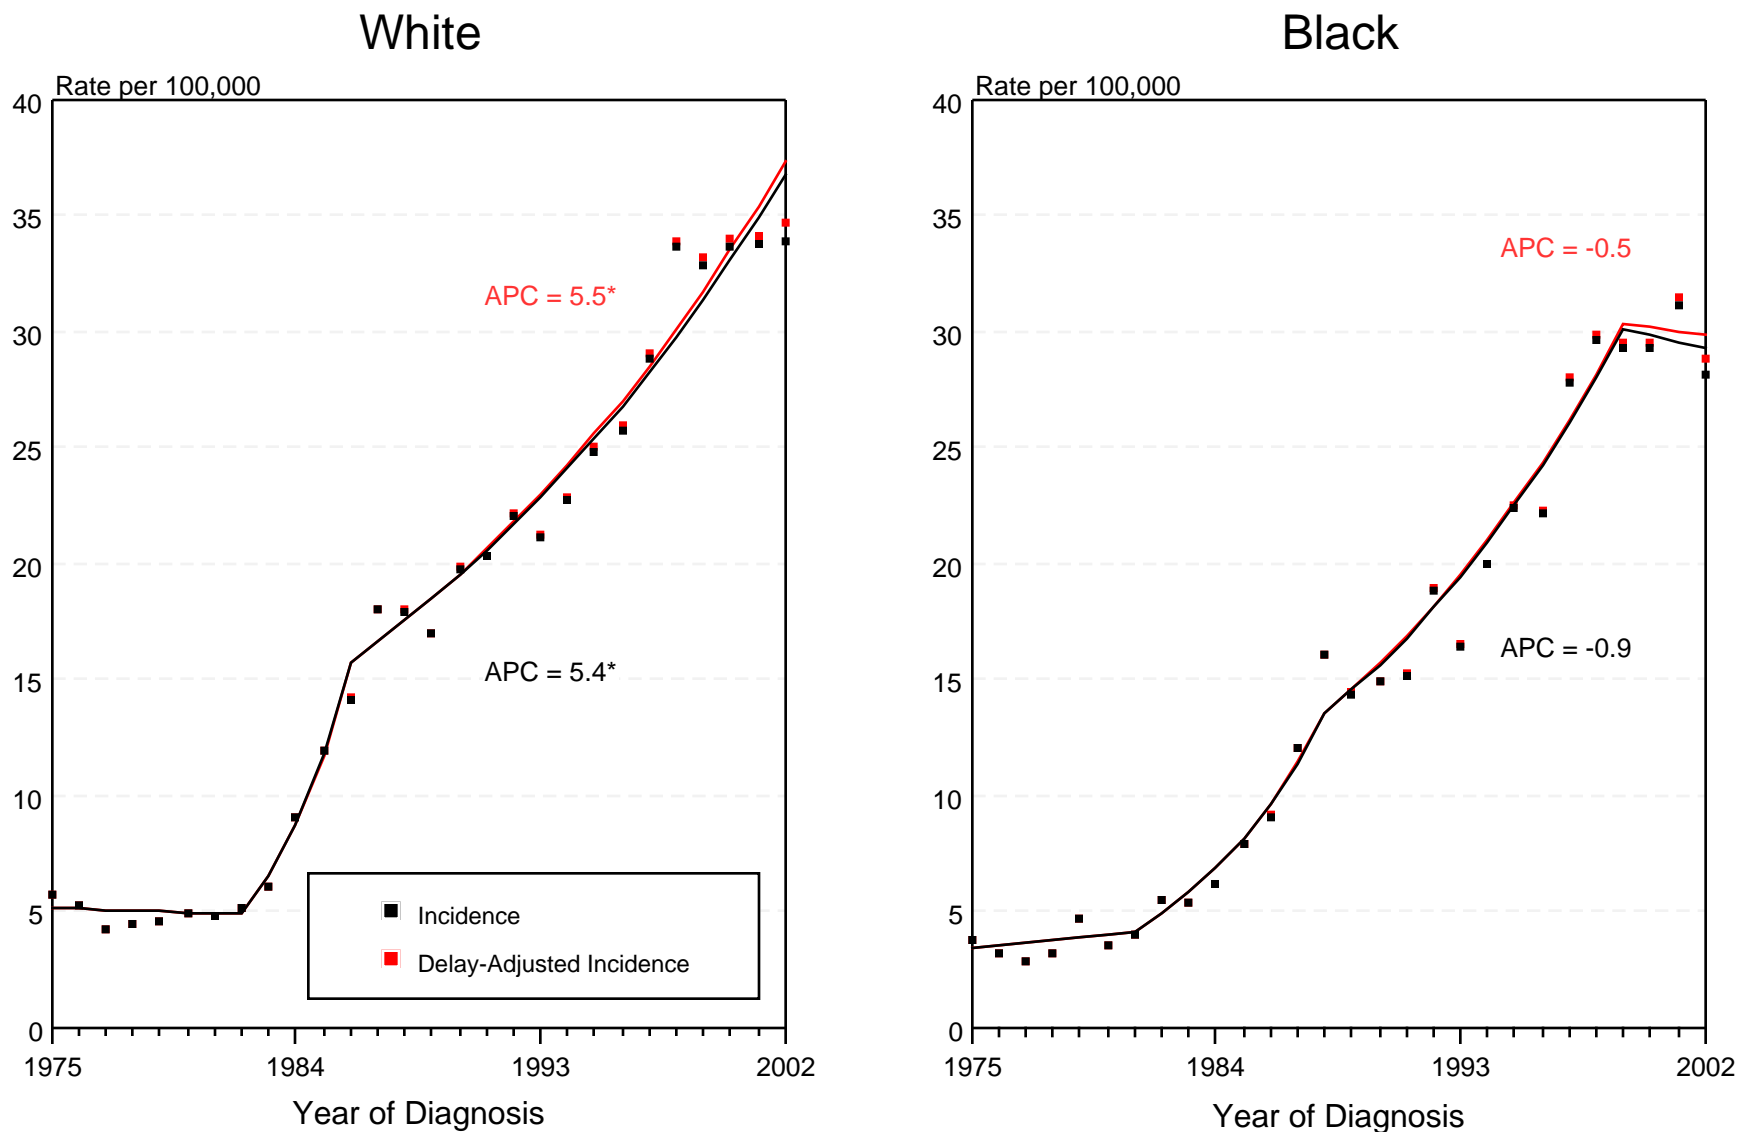 White
Rate per 100,000
40
35
30
25
20
15
10
5
0
APC = 5.5*
APC = 5.4*
Incidence
Delay-Adjusted Incidence
1975 1984 1993 2002
Year of Diagnosis
Black
Rate per 100,000
40
35
30
25
20
15
10
5
0
APC = -0.5
APC = -0.9
1975 1984 1993 2002
Year of Diagnosis